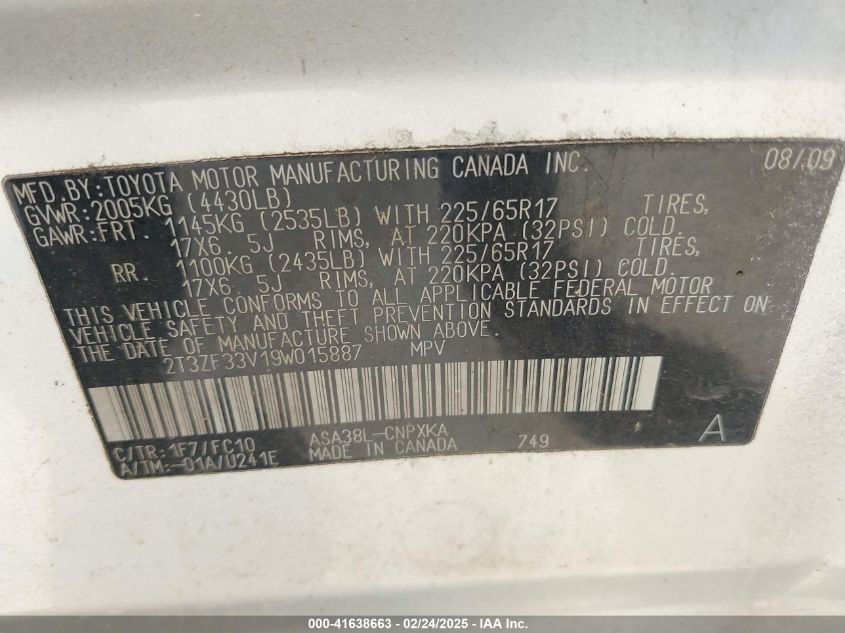 MFD.BY:TOYOTA MOTOR MANUFACTURING CANADA INC. 08/09
GVWR:2005KG (4430LB)
GAWR:FRT. 1145KG (2535LB) WITH 225/65R17 TIRES,
17X6. 5J RIMS, AT 220KPA (32PSI) COLD.
RR. 1100KG (2435LB) WITH 225/65R17 TIRES,
17X6. 5J RIMS, AT 220KPA (32PSI) COLD.
THIS VEHICLE CONFORMS TO ALL APPLICABLE FEDERAL MOTOR
VEHICLE SAFETY AND THEFT PREVENTION STANDARDS IN EFFECT ON
THE DATE OF MANUFACTURE SHOWN ABOVE.
2T3ZF33V19W015887 MPV
C/TR:1F7/FC10 ASA38L-CNPXKA 749 A
A/TM:-01A/U241E MADE IN CANADA
000-41638663 - 02/24/2025 - IAA Inc.